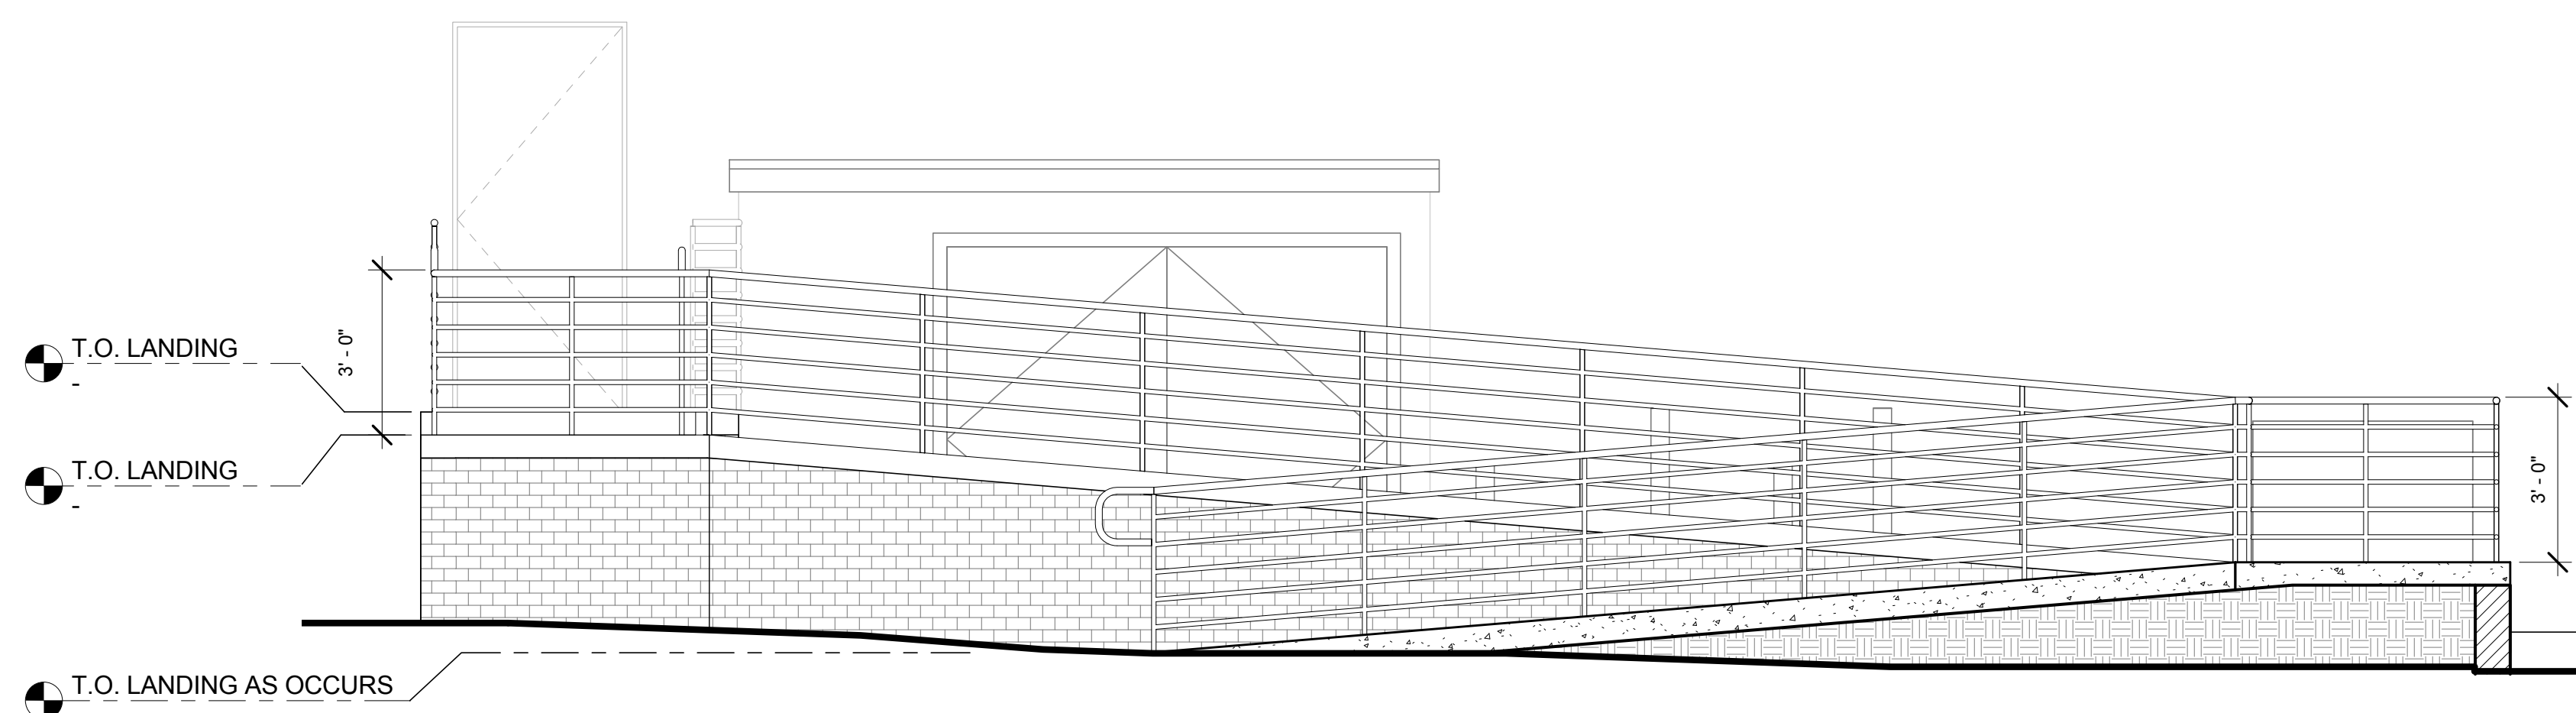 T.O. LANDING
-
3' - 0"
T.O. LANDING
-
3' - 0"
T.O. LANDING AS OCCURS